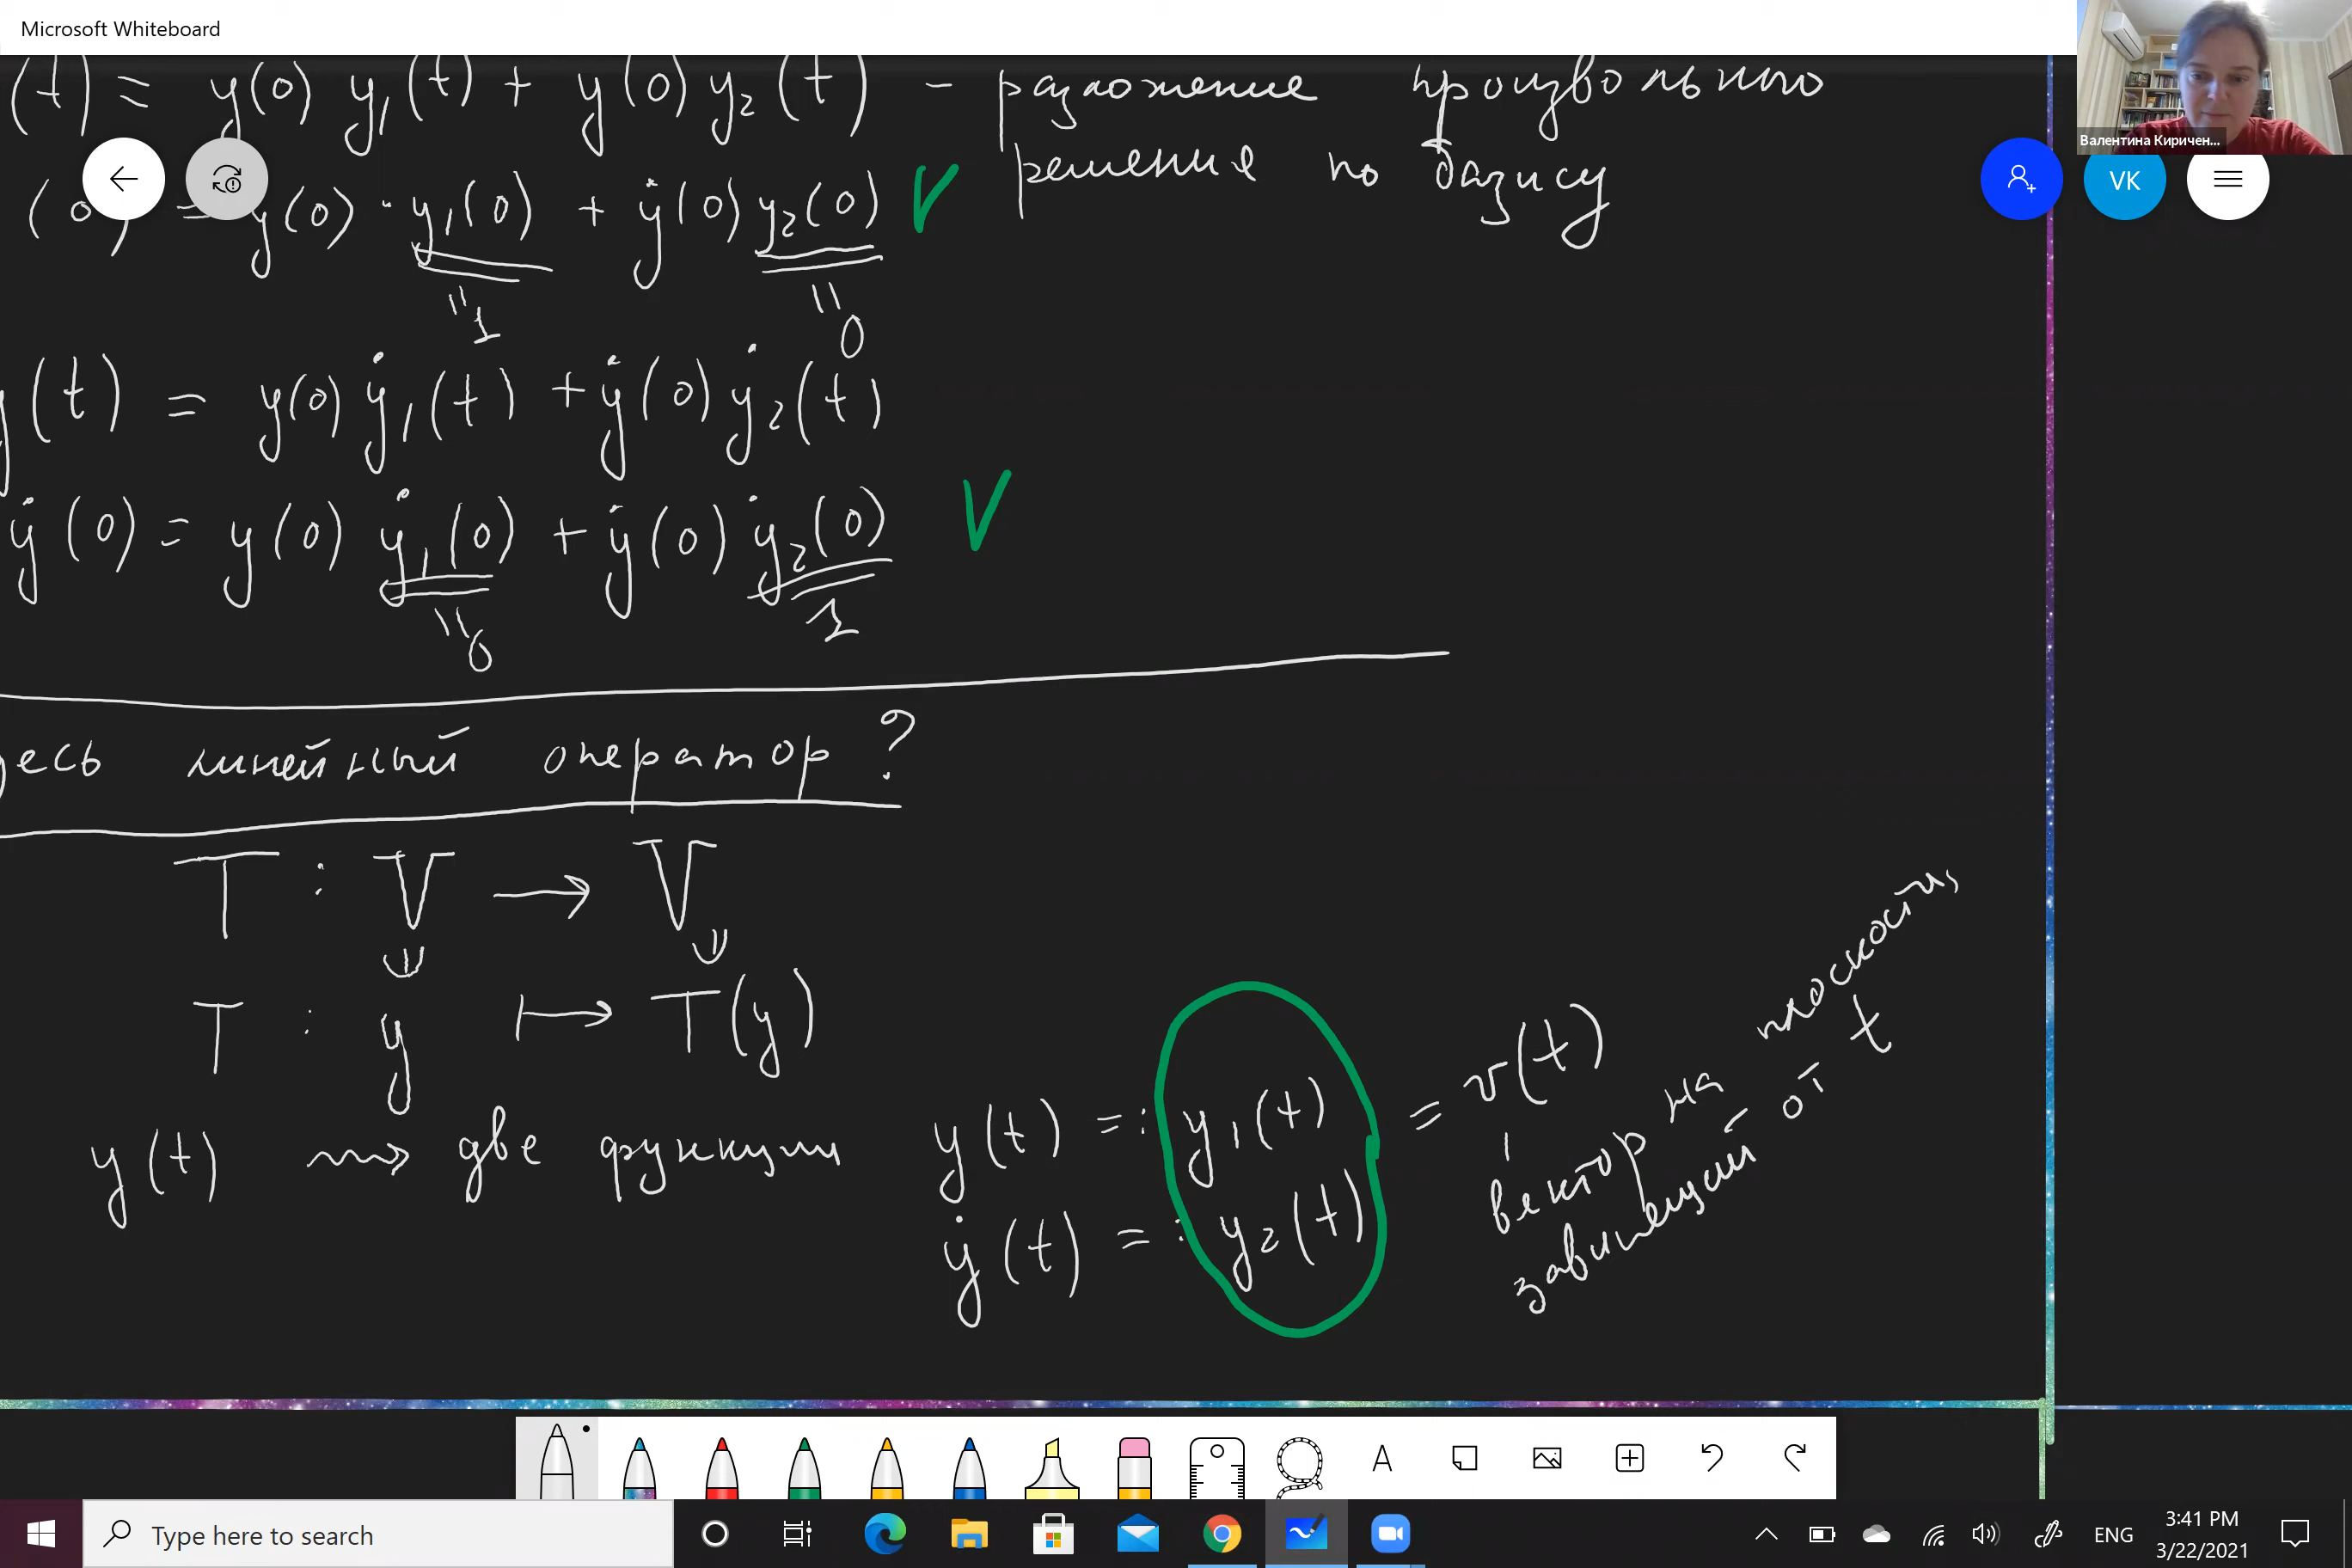 Microsoft Whiteboard
Валентина Киричен...
VK
(t) = y(0) y₁(t) + y(0) y₂(t) – разложение произвольного
решение по базису
(0) = y(0) · y₁(0) + ẏ(0) y₂(0) V
"1 "0
y(t) = y(0) ẏ₁(t) + ẏ(0) ẏ₂(t)
ẏ(0) = y(0) ẏ₁(0) + ẏ(0) ẏ₂(0) V
"0 1
есь линейный оператор ?
T : V → V
T : y ↦ T(y)
y(t) ⇝ две функции
y(t) =: y₁(t) = v(t)
ẏ(t) =: y₂(t)
вектор на плоскости,
зависящий от t
A
Type here to search
ENG
3:41 PM
3/22/2021